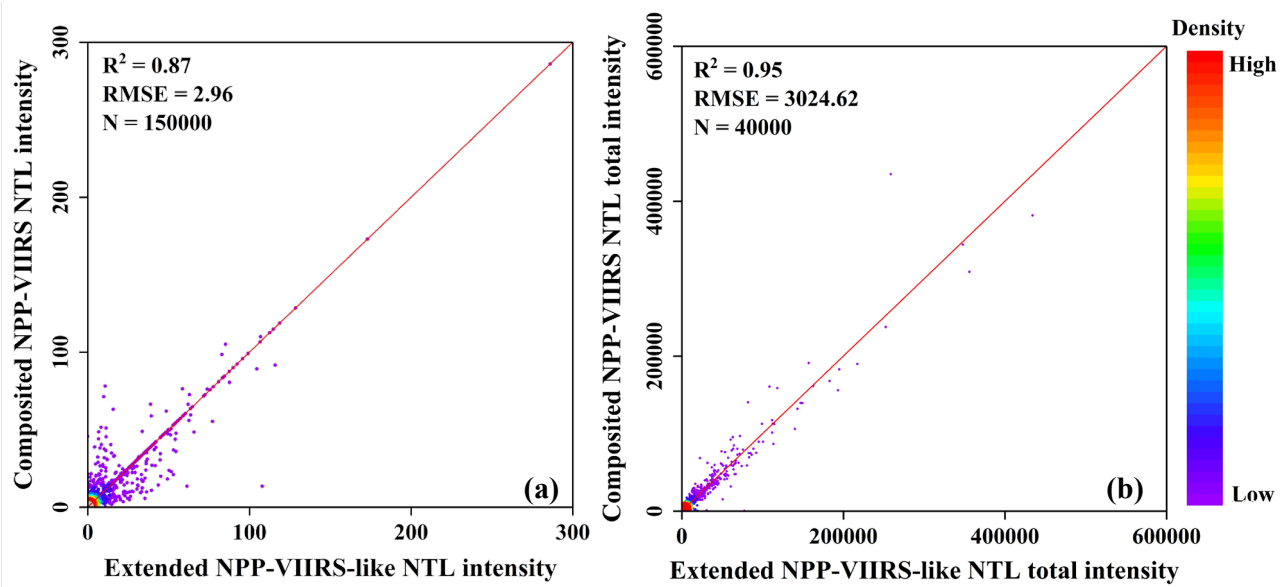 R² = 0.87
RMSE = 2.96
N = 150000
Composited NPP-VIIRS NTL intensity
300
200
100
0
0 100 200 300
(a)
Extended NPP-VIIRS-like NTL intensity
R² = 0.95
RMSE = 3024.62
N = 40000
Composited NPP-VIIRS NTL total intensity
600000
400000
200000
0
0 200000 400000 600000
(b)
Extended NPP-VIIRS-like NTL total intensity
Density
High
Low